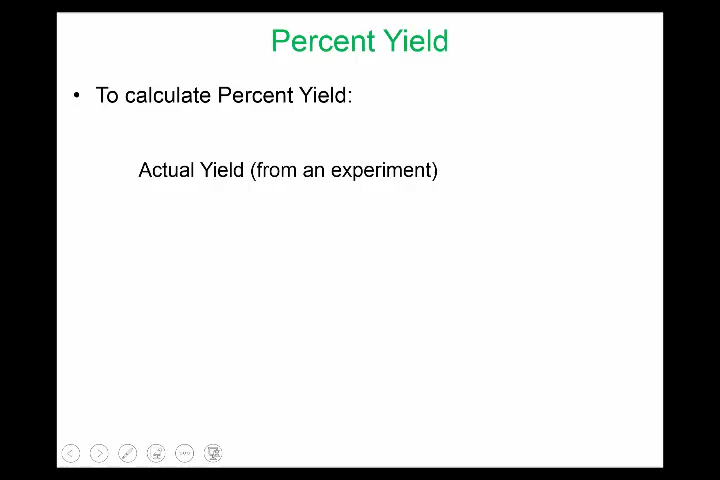 Percent Yield
• To calculate Percent Yield:
Actual Yield (from an experiment)